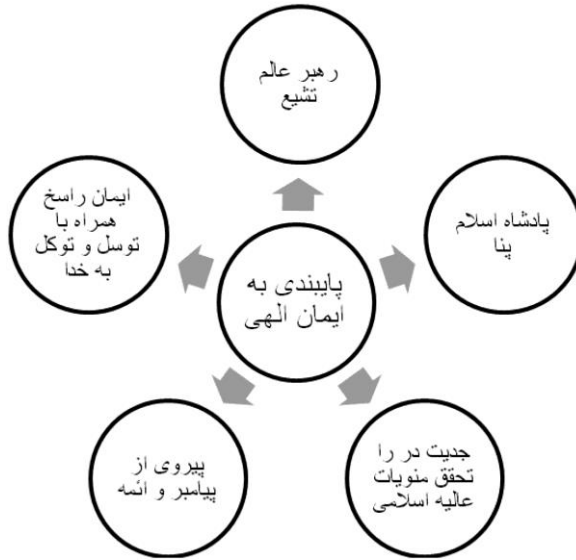 رهبر عالم
تشیع
ایمان راسخ
همراه با
توسل و توکل
به خدا
پادشاه اسلام
پنا
پایبندی به
ایمان الهی
پیروی از
پیامبر و ائمه
جدیت در را
تحقق منویات
عالیه اسلامی